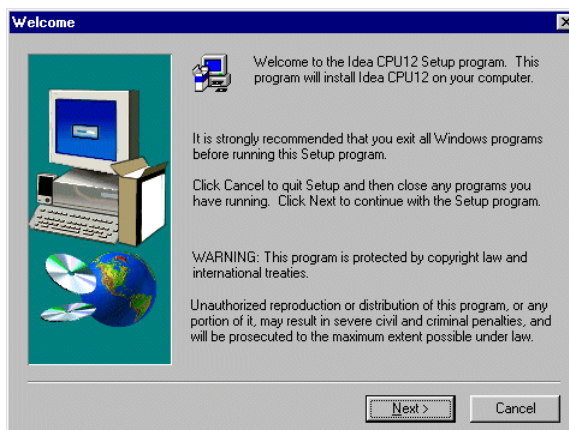 Welcome
Welcome to the Idea CPU12 Setup program. This
program will install Idea CPU12 on your computer.
It is strongly recommended that you exit all Windows programs
before running this Setup program.
Click Cancel to quit Setup and then close any programs you
have running. Click Next to continue with the Setup program.
WARNING: This program is protected by copyright law and
international treaties.
Unauthorized reproduction or distribution of this program, or any
portion of it, may result in severe civil and criminal penalties, and
will be prosecuted to the maximum extent possible under law.
Next >
Cancel